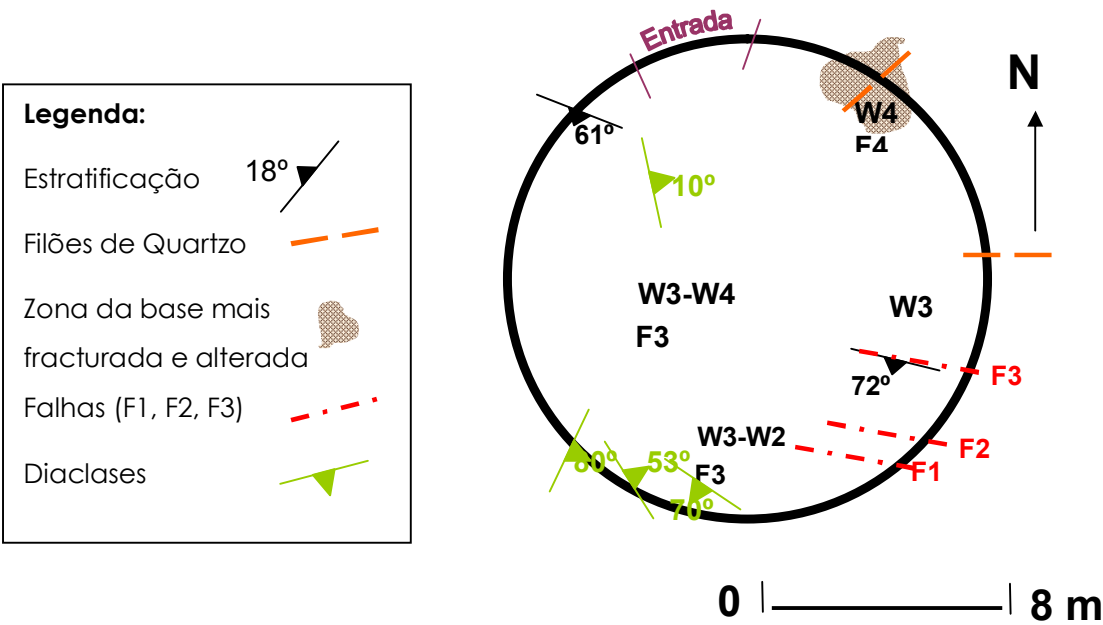 Legenda:
Estratificação 18º
Filões de Quartzo
Zona da base mais
fracturada e alterada
Falhas (F1, F2, F3)
Diaclases
Entrada
N
W4
F4
61º
10º
W3-W4
F3
W3
72º
F3
W3-W2
F3
F2
F1
80º
53º
70º
0
8 m